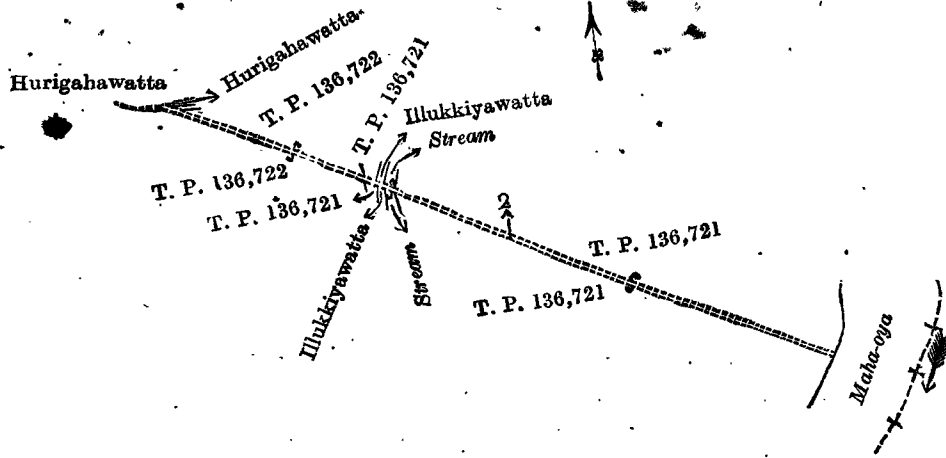 Hurigahawatta
Hurigahawatta
T. P. 136,722
T. P. 136,721
Illukkiyawatta
Stream
T. P. 136,722
T. P. 136,721
Illukkiyawatta
Stream
2
T. P. 136,721
T. P. 136,721
Maha-oya